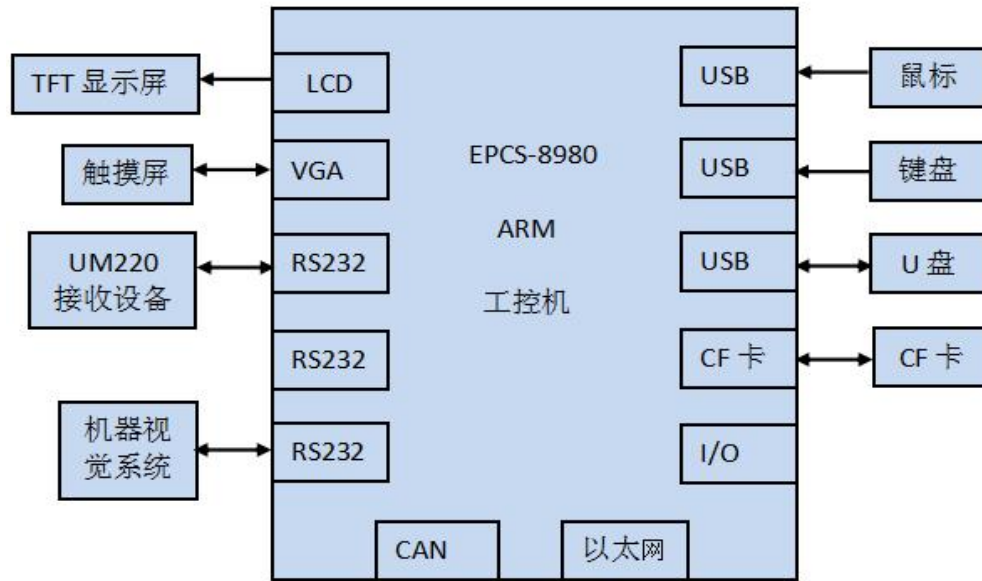 TFT 显示屏
触摸屏
UM220
接收设备
机器视
觉系统
LCD
VGA
RS232
RS232
RS232
EPCS-8980
ARM
工控机
USB
USB
USB
CF 卡
I/O
CAN
以太网
鼠标
键盘
U 盘
CF 卡